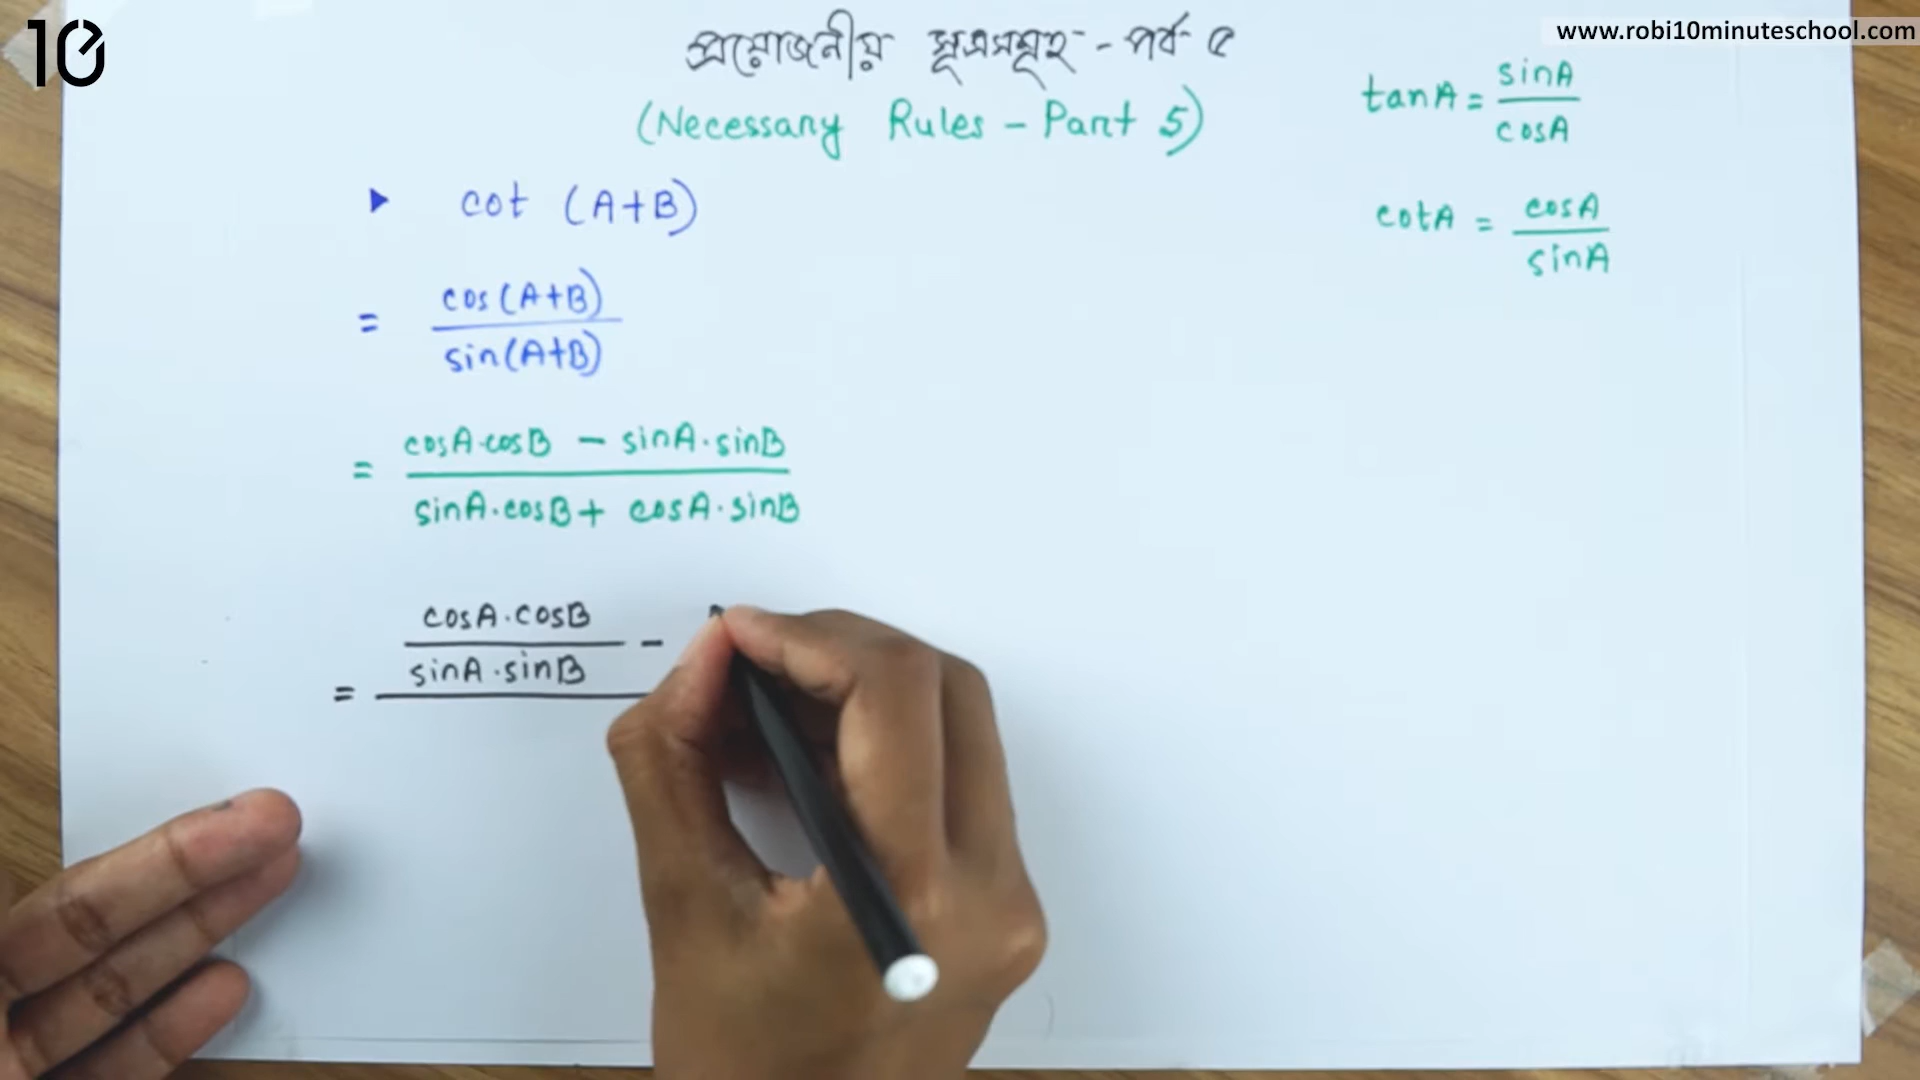 10
www.robi10minuteschool.com
প্রয়োজনীয় সূত্রসমূহ - পর্ব ৫
(Necessary Rules - Part 5)
tanA = sinA
cosA
cotA = cosA
sinA
▶ cot (A+B)
= cos(A+B)
sin(A+B)
= cosA·cosB - sinA·sinB
sinA·cosB + cosA·sinB
cosA·cosB -
sinA·sinB
=